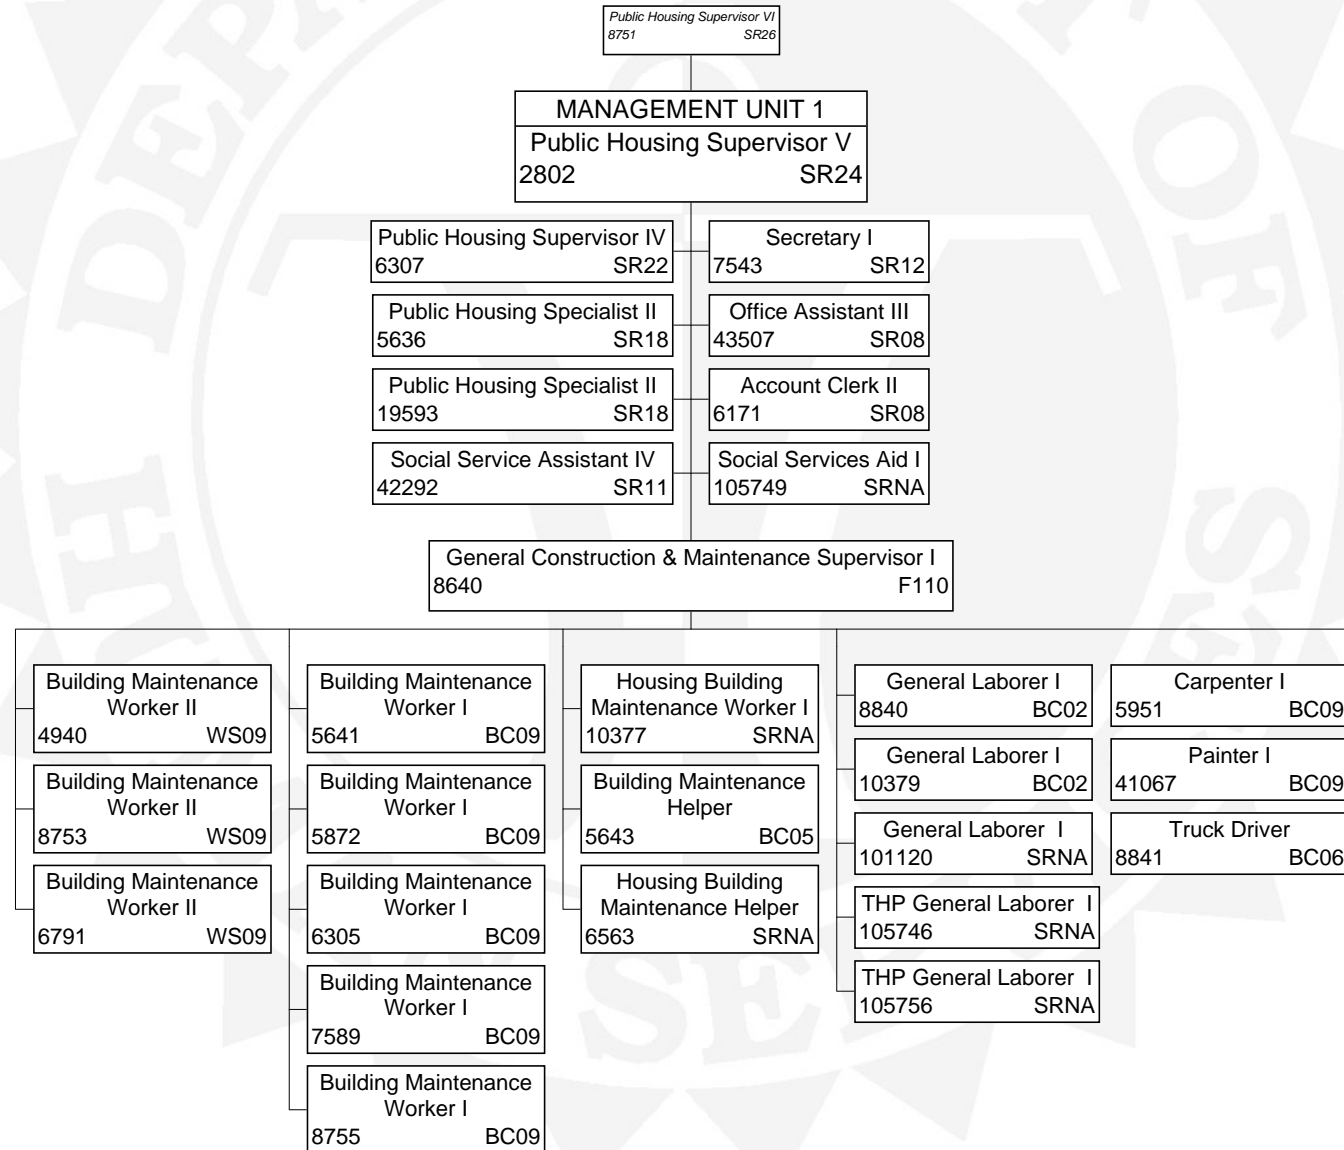 Public Housing Supervisor VI
8751 SR26
MANAGEMENT UNIT 1
Public Housing Supervisor V
2802 SR24
Public Housing Supervisor IV
6307 SR22
Secretary I
7543 SR12
Public Housing Specialist II
5636 SR18
Office Assistant III
43507 SR08
Public Housing Specialist II
19593 SR18
Account Clerk II
6171 SR08
Social Service Assistant IV
42292 SR11
Social Services Aid I
105749 SRNA
General Construction & Maintenance Supervisor I
8640 F110
Building Maintenance
Worker II
4940 WS09
Building Maintenance
Worker II
8753 WS09
Building Maintenance
Worker II
6791 WS09
Building Maintenance
Worker I
5641 BC09
Building Maintenance
Worker I
5872 BC09
Building Maintenance
Worker I
6305 BC09
Building Maintenance
Worker I
7589 BC09
Building Maintenance
Worker I
8755 BC09
Housing Building
Maintenance Worker I
10377 SRNA
Building Maintenance
Helper
5643 BC05
Housing Building
Maintenance Helper
6563 SRNA
General Laborer I
8840 BC02
General Laborer I
10379 BC02
General Laborer I
101120 SRNA
THP General Laborer I
105746 SRNA
THP General Laborer I
105756 SRNA
Carpenter I
5951 BC09
Painter I
41067 BC09
Truck Driver
8841 BC06